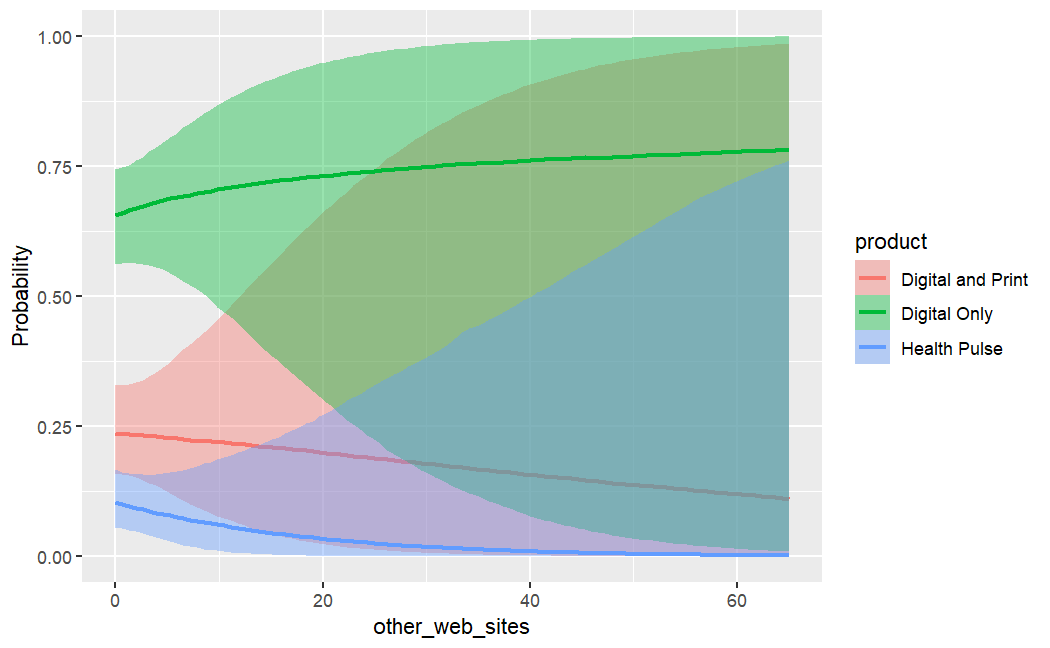 1.00
0.75
0.50
0.25
0.00
Probability
0 20 40 60
other_web_sites
product
Digital and Print
Digital Only
Health Pulse